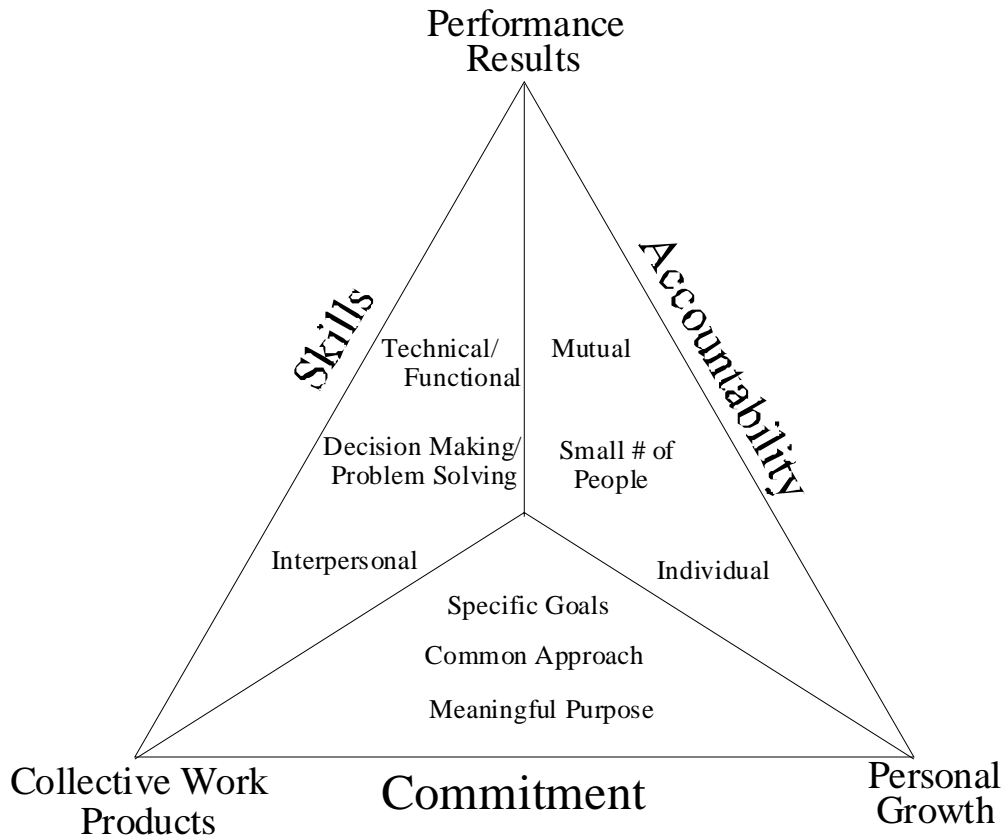 Performance
Results
Skills
Accountability
Technical/
Functional
Mutual
Decision Making/
Problem Solving
Small # of
People
Interpersonal
Individual
Specific Goals
Common Approach
Meaningful Purpose
Collective Work
Products
Commitment
Personal
Growth